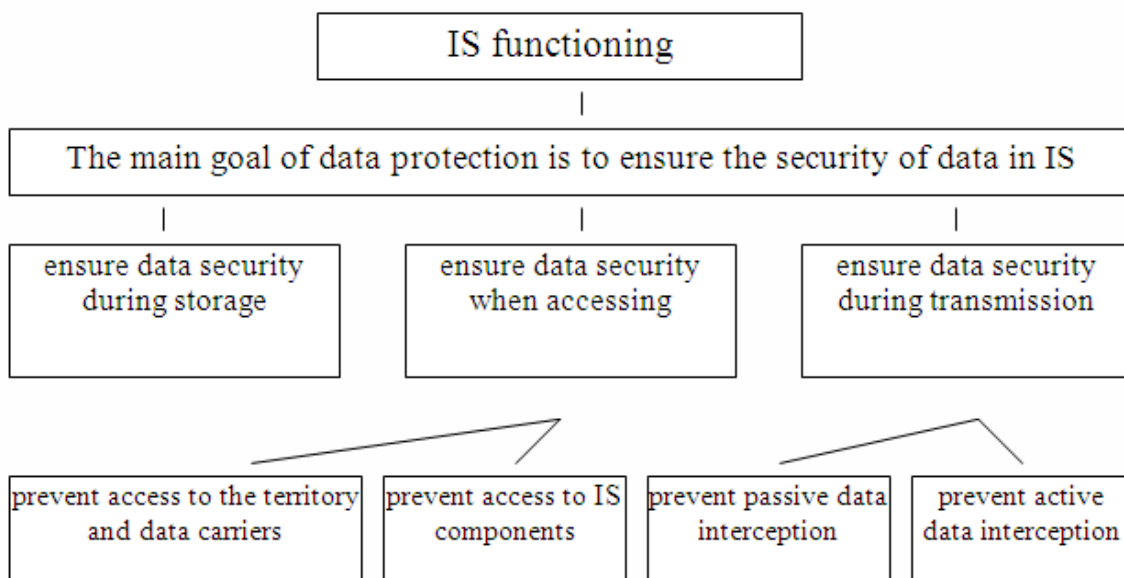 IS functioning
The main goal of data protection is to ensure the security of data in IS
ensure data security
during storage
ensure data security
when accessing
ensure data security
during transmission
prevent access to the territory
and data carriers
prevent access to IS
components
prevent passive data
interception
prevent active
data interception